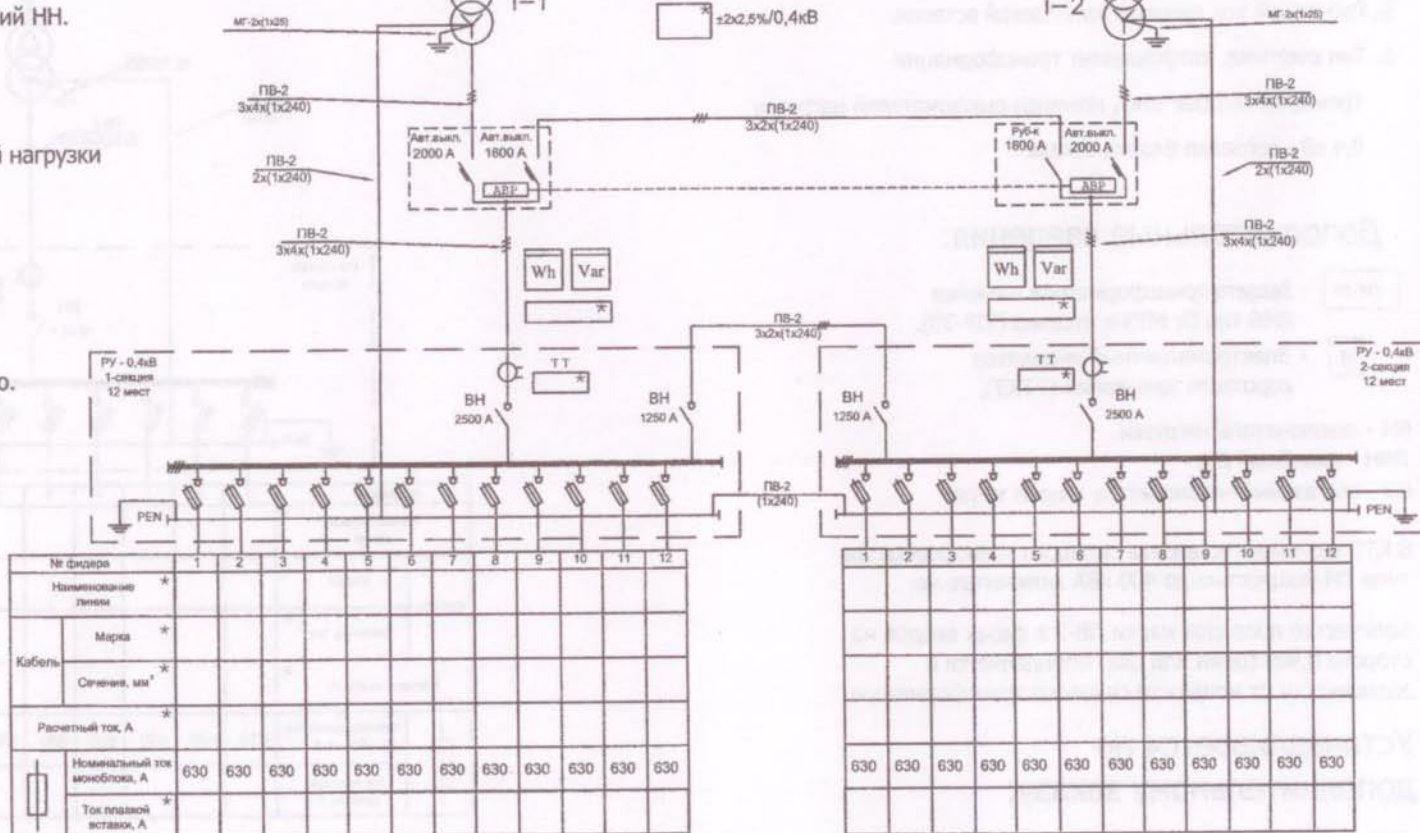 ий НН.
й нагрузки
о.
Т-1
*
±2х2,5%/0,4кВ
Т-2
МГ-2х(1х25)
МГ-2х(1х25)
ПВ-2
3х4х(1х240)
ПВ-2
3х2х(1х240)
ПВ-2
3х4х(1х240)
Авт.выкл.
2000 А
Авт.выкл.
1600 А
АВР
Руб-к
1600 А
Авт.выкл.
2000 А
АВР
ПВ-2
2х(1х240)
ПВ-2
2х(1х240)
ПВ-2
3х4х(1х240)
ПВ-2
3х4х(1х240)
Wh
Var
*
Wh
Var
*
ПВ-2
3х2х(1х240)
РУ - 0,4кВ
1-секция
12 мест
ТТ
*
ВН
2500 А
ВН
1250 А
ВН
1250 А
ТТ
*
ВН
2500 А
РУ - 0,4кВ
2-секция
12 мест
ПВ-2
(1х240)
PEN
PEN
№ фидера 1 2 3 4 5 6 7 8 9 10 11 12
1 2 3 4 5 6 7 8 9 10 11 12
Наименование *
линии
Кабель
Марка *
Сечение, мм² *
Расчетный ток, А *
Номинальный ток
моноблока, А
630 630 630 630 630 630 630 630 630 630 630 630
630 630 630 630 630 630 630 630 630 630 630 630
Ток плавкой *
вставки, А